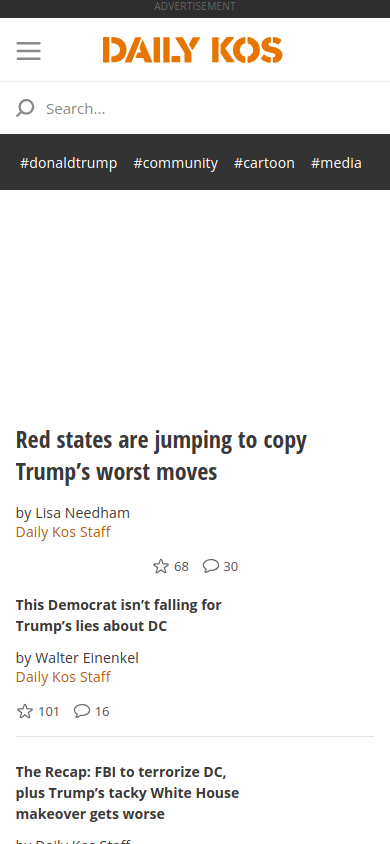 ADVERTISEMENT
DAILY KOS
Search...
#donaldtrump #community #cartoon #media
Red states are jumping to copy
Trump’s worst moves
by Lisa Needham
Daily Kos Staff
68 30
This Democrat isn’t falling for
Trump’s lies about DC
by Walter Einenkel
Daily Kos Staff
101 16
The Recap: FBI to terrorize DC,
plus Trump’s tacky White House
makeover gets worse
by Daily Kos Staff